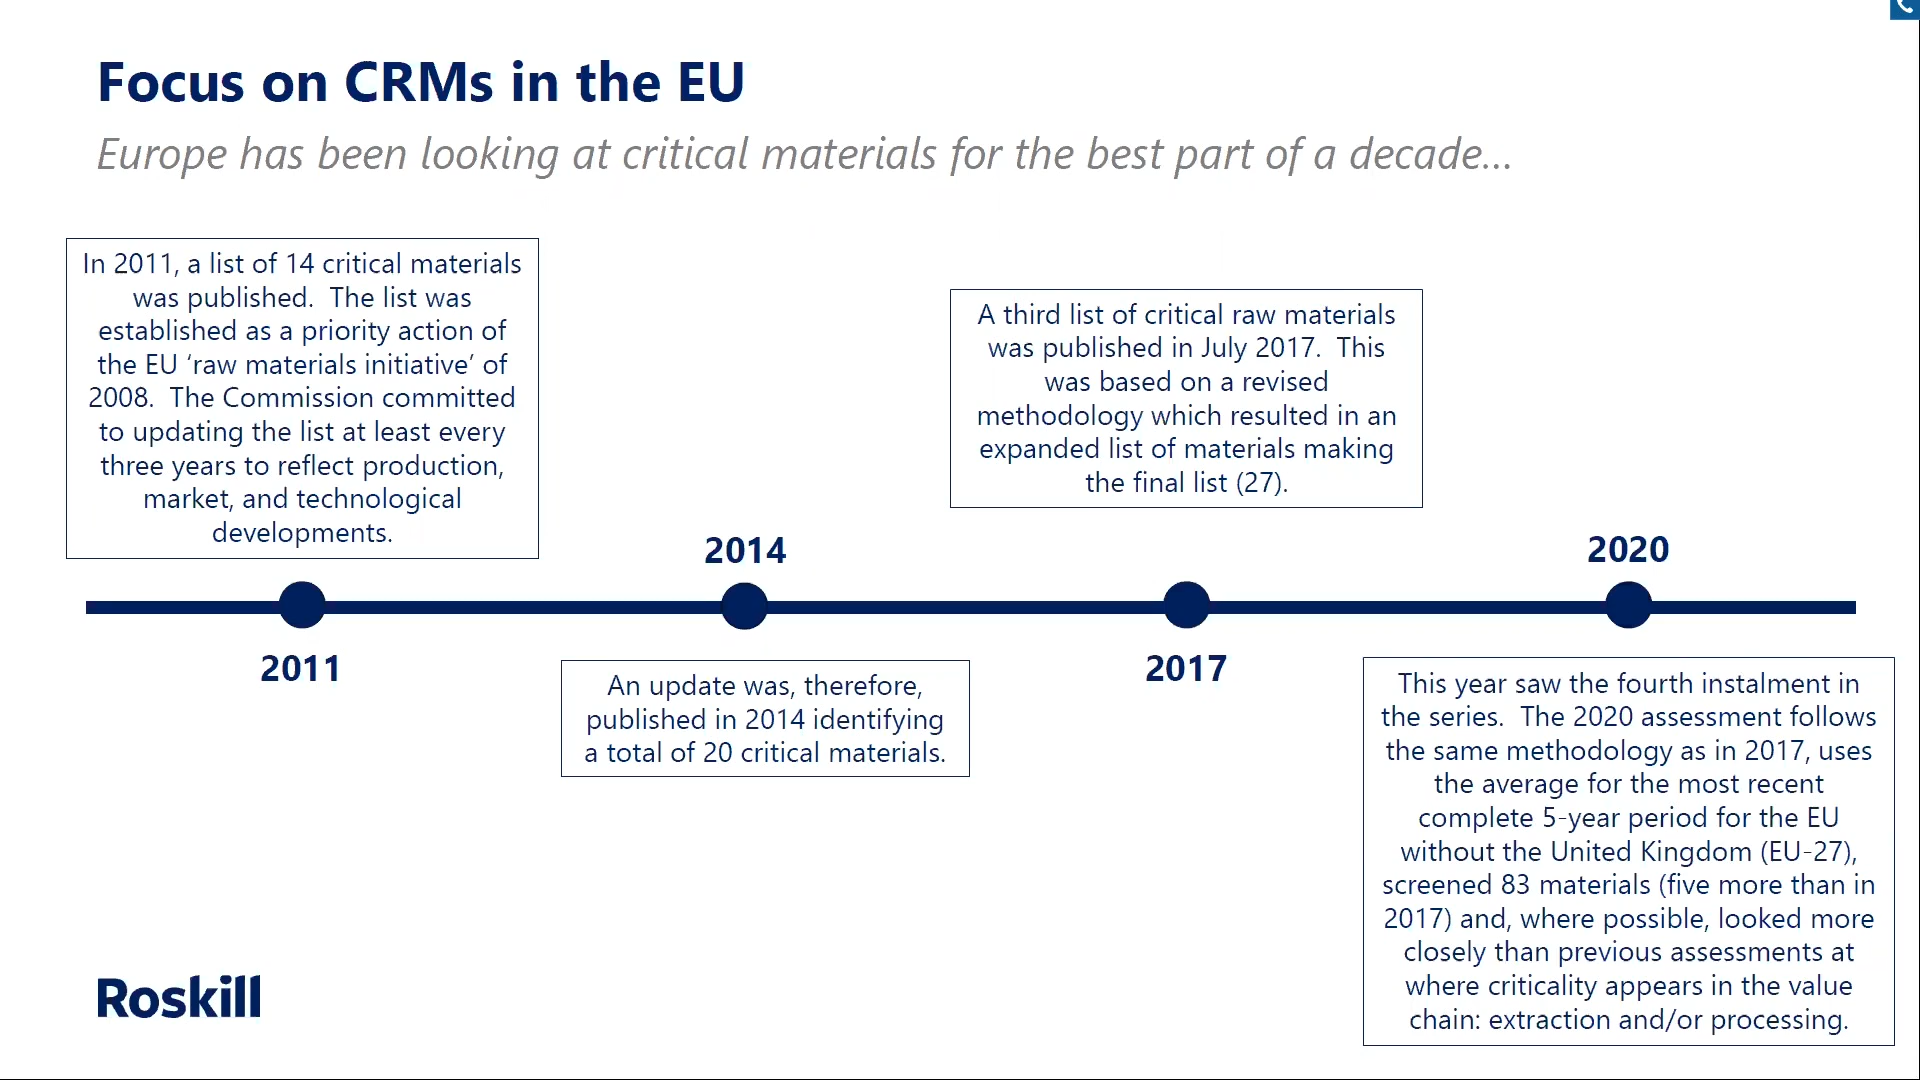 Focus on CRMs in the EU
Europe has been looking at critical materials for the best part of a decade...
In 2011, a list of 14 critical materials
was published.  The list was
established as a priority action of
the EU ‘raw materials initiative’ of
2008.  The Commission committed
to updating the list at least every
three years to reflect production,
market, and technological
developments.
A third list of critical raw materials
was published in July 2017.  This
was based on a revised
methodology which resulted in an
expanded list of materials making
the final list (27).
2014
2020
2011
2017
An update was, therefore,
published in 2014 identifying
a total of 20 critical materials.
This year saw the fourth instalment in
the series.  The 2020 assessment follows
the same methodology as in 2017, uses
the average for the most recent
complete 5-year period for the EU
without the United Kingdom (EU-27),
screened 83 materials (five more than in
2017) and, where possible, looked more
closely than previous assessments at
where criticality appears in the value
chain: extraction and/or processing.
Roskill